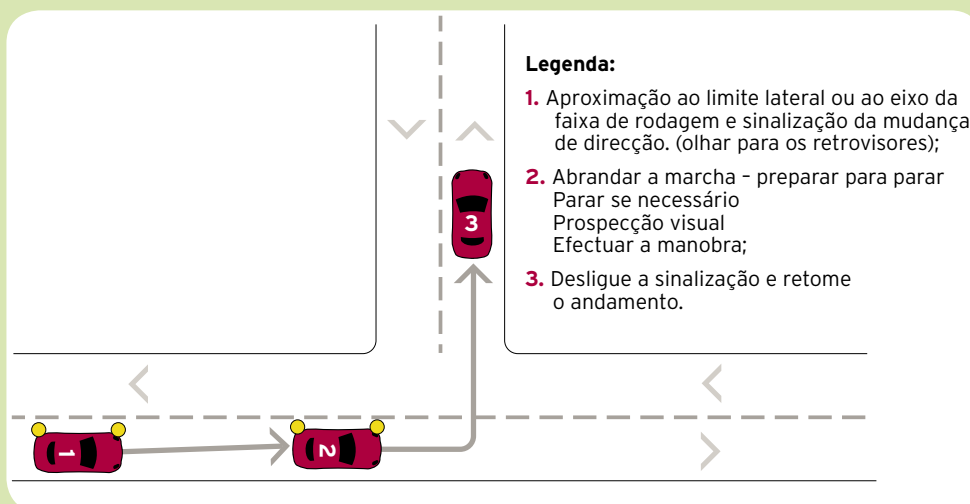 Legenda:
1. Aproximação ao limite lateral ou ao eixo da
faixa de rodagem e sinalização da mudança
de direcção. (olhar para os retrovisores);
2. Abrandar a marcha – preparar para parar
Parar se necessário
Prospecção visual
Efectuar a manobra;
3. Desligue a sinalização e retome
o andamento.
3
1
2